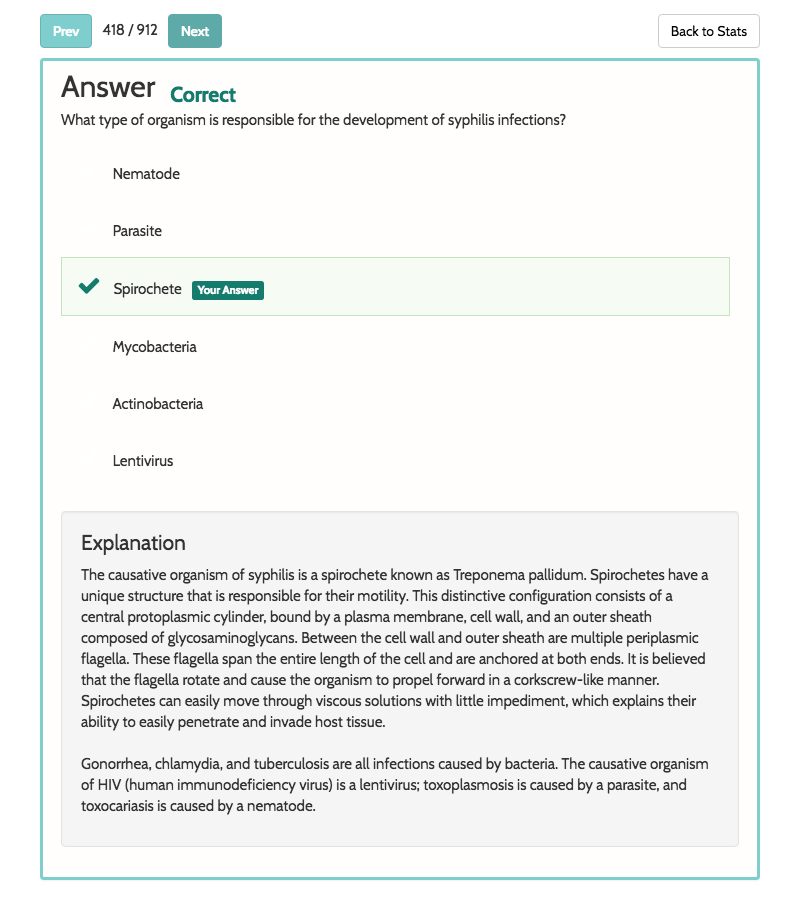 Prev 418 / 912 Next Back to Stats
Answer Correct
What type of organism is responsible for the development of syphilis infections?
Nematode
Parasite
Spirochete Your Answer
Mycobacteria
Actinobacteria
Lentivirus
Explanation
The causative organism of syphilis is a spirochete known as Treponema pallidum. Spirochetes have a
unique structure that is responsible for their motility. This distinctive configuration consists of a
central protoplasmic cylinder, bound by a plasma membrane, cell wall, and an outer sheath
composed of glycosaminoglycans. Between the cell wall and outer sheath are multiple periplasmic
flagella. These flagella span the entire length of the cell and are anchored at both ends. It is believed
that the flagella rotate and cause the organism to propel forward in a corkscrew-like manner.
Spirochetes can easily move through viscous solutions with little impediment, which explains their
ability to easily penetrate and invade host tissue.
Gonorrhea, chlamydia, and tuberculosis are all infections caused by bacteria. The causative organism
of HIV (human immunodeficiency virus) is a lentivirus; toxoplasmosis is caused by a parasite, and
toxocariasis is caused by a nematode.